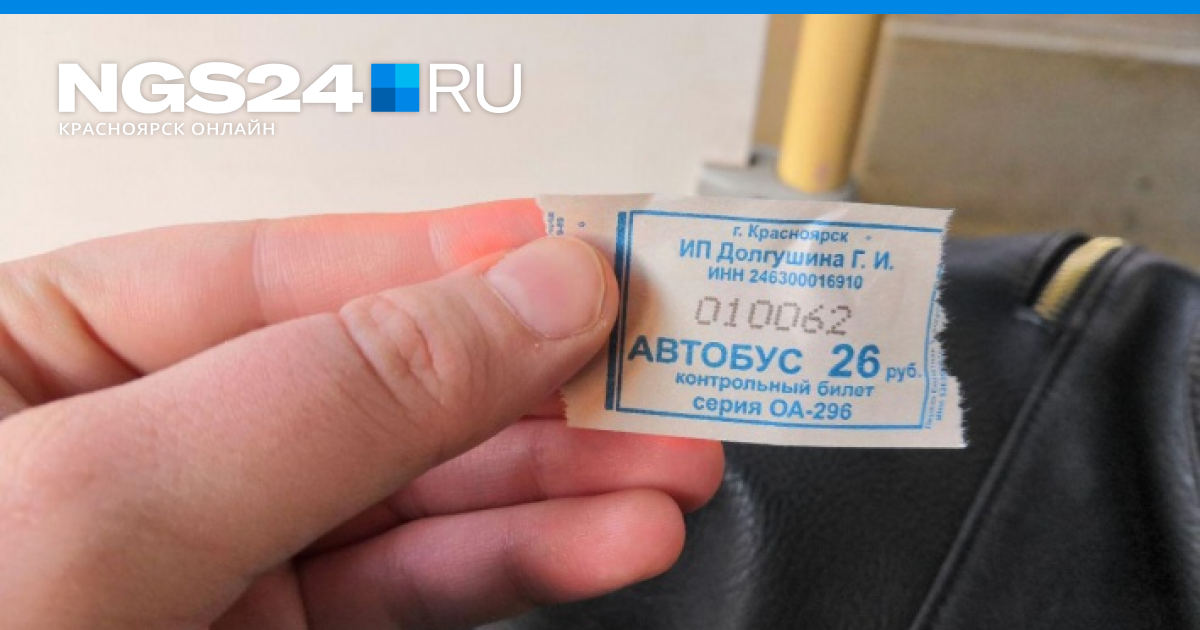 NGS24 RU
КРАСНОЯРСК ОНЛАЙН
г. Красноярск
ИП Долгушина Г. И.
ИНН 246300016910
010062
АВТОБУС 26 руб.
контрольный билет
серия ОА-296